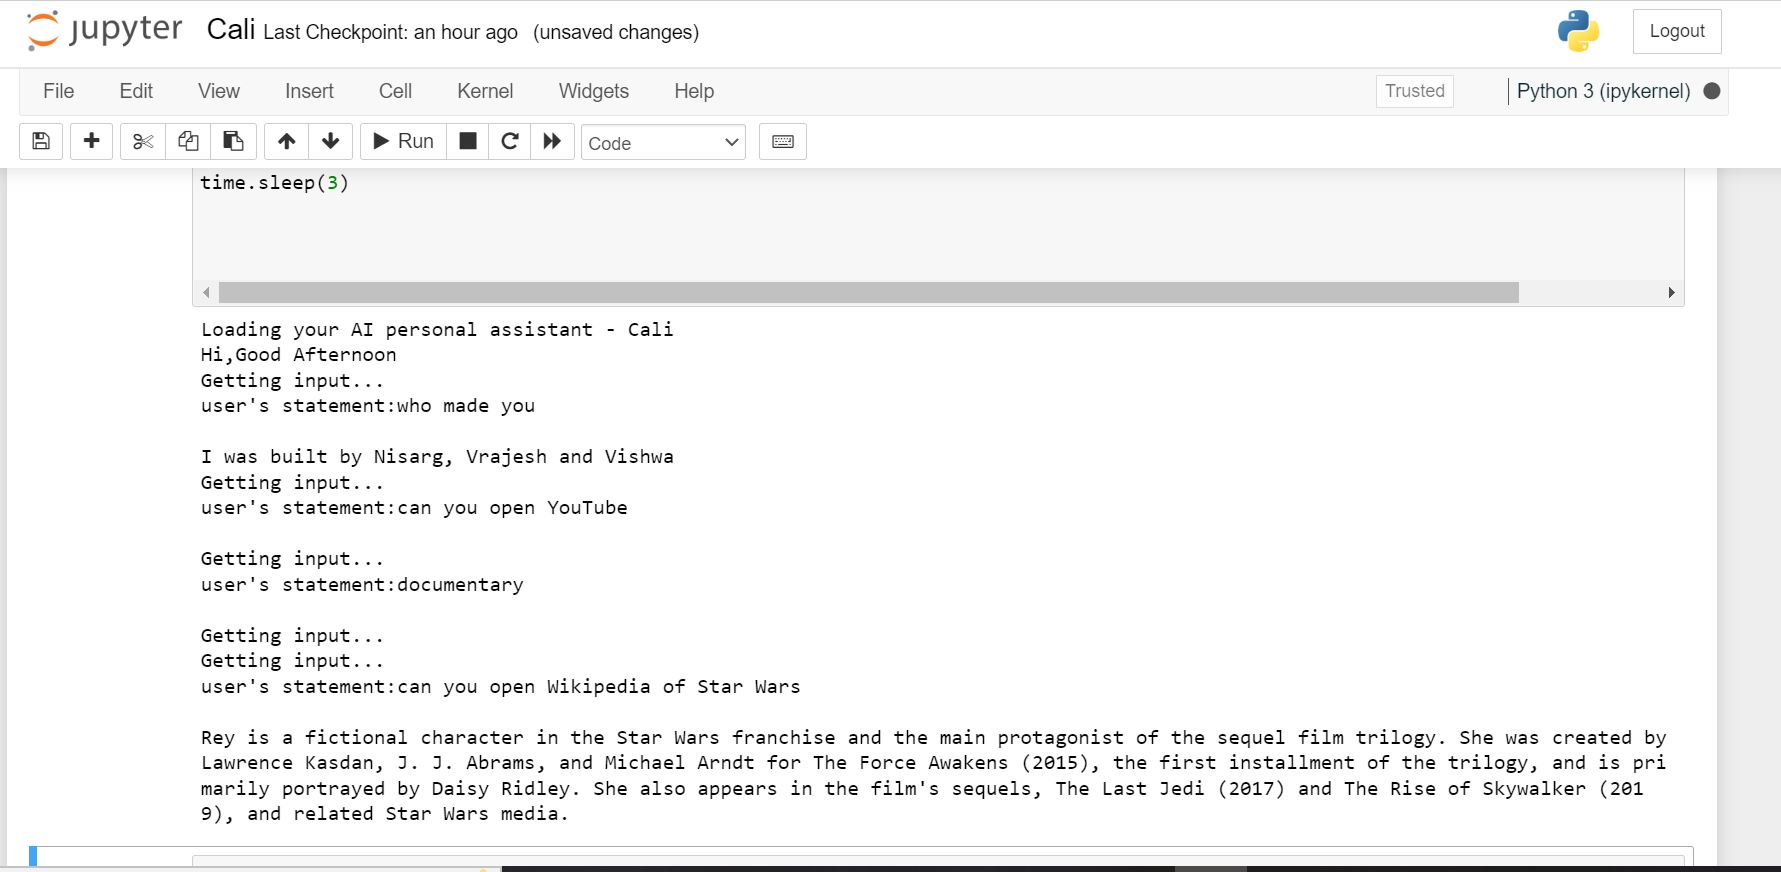 jupyter Cali Last Checkpoint: an hour ago (unsaved changes)
Logout
File Edit View Insert Cell Kernel Widgets Help
Trusted
Python 3 (ipykernel)
Run
Code
time.sleep(3)
Loading your AI personal assistant - Cali
Hi,Good Afternoon
Getting input...
user's statement:who made you
I was built by Nisarg, Vrajesh and Vishwa
Getting input...
user's statement:can you open YouTube
Getting input...
user's statement:documentary
Getting input...
Getting input...
user's statement:can you open Wikipedia of Star Wars
Rey is a fictional character in the Star Wars franchise and the main protagonist of the sequel film trilogy. She was created by
Lawrence Kasdan, J. J. Abrams, and Michael Arndt for The Force Awakens (2015), the first installment of the trilogy, and is pri
marily portrayed by Daisy Ridley. She also appears in the film's sequels, The Last Jedi (2017) and The Rise of Skywalker (201
9), and related Star Wars media.